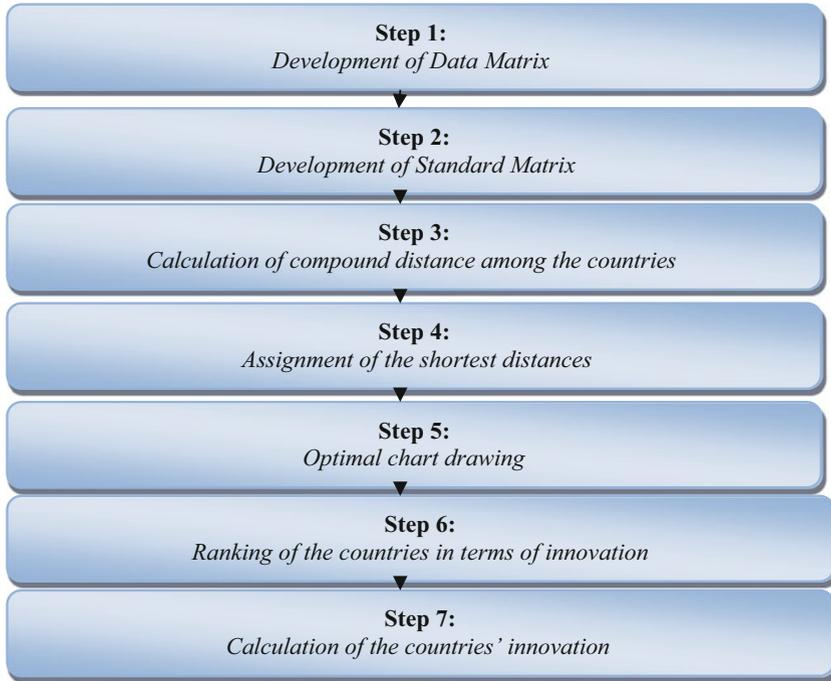 Step 1:
Development of Data Matrix
Step 2:
Development of Standard Matrix
Step 3:
Calculation of compound distance among the countries
Step 4:
Assignment of the shortest distances
Step 5:
Optimal chart drawing
Step 6:
Ranking of the countries in terms of innovation
Step 7:
Calculation of the countries’ innovation